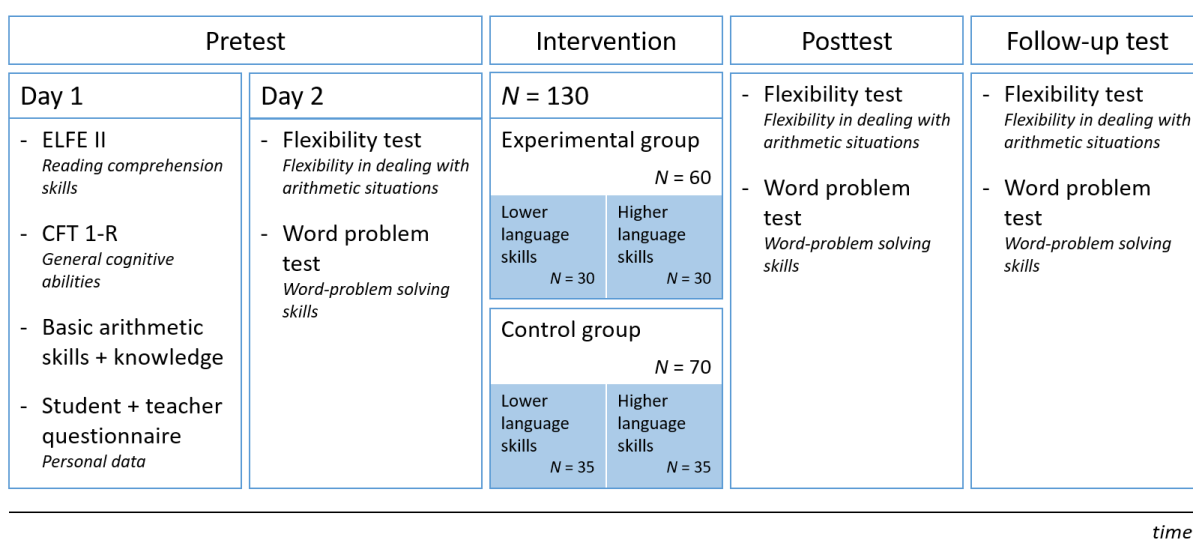 Pretest
Day 1
- ELFE II
Reading comprehension
skills
- CFT 1-R
General cognitive
abilities
- Basic arithmetic
skills + knowledge
- Student + teacher
questionnaire
Personal data
Day 2
- Flexibility test
Flexibility in dealing with
arithmetic situations
- Word problem
test
Word-problem solving
skills
Intervention
N = 130
Experimental group
N = 60
Lower
language
skills
N = 30
Higher
language
skills
N = 30
Control group
N = 70
Lower
language
skills
N = 35
Higher
language
skills
N = 35
Posttest
- Flexibility test
Flexibility in dealing with
arithmetic situations
- Word problem
test
Word-problem solving
skills
Follow-up test
- Flexibility test
Flexibility in dealing with
arithmetic situations
- Word problem
test
Word-problem solving
skills
time